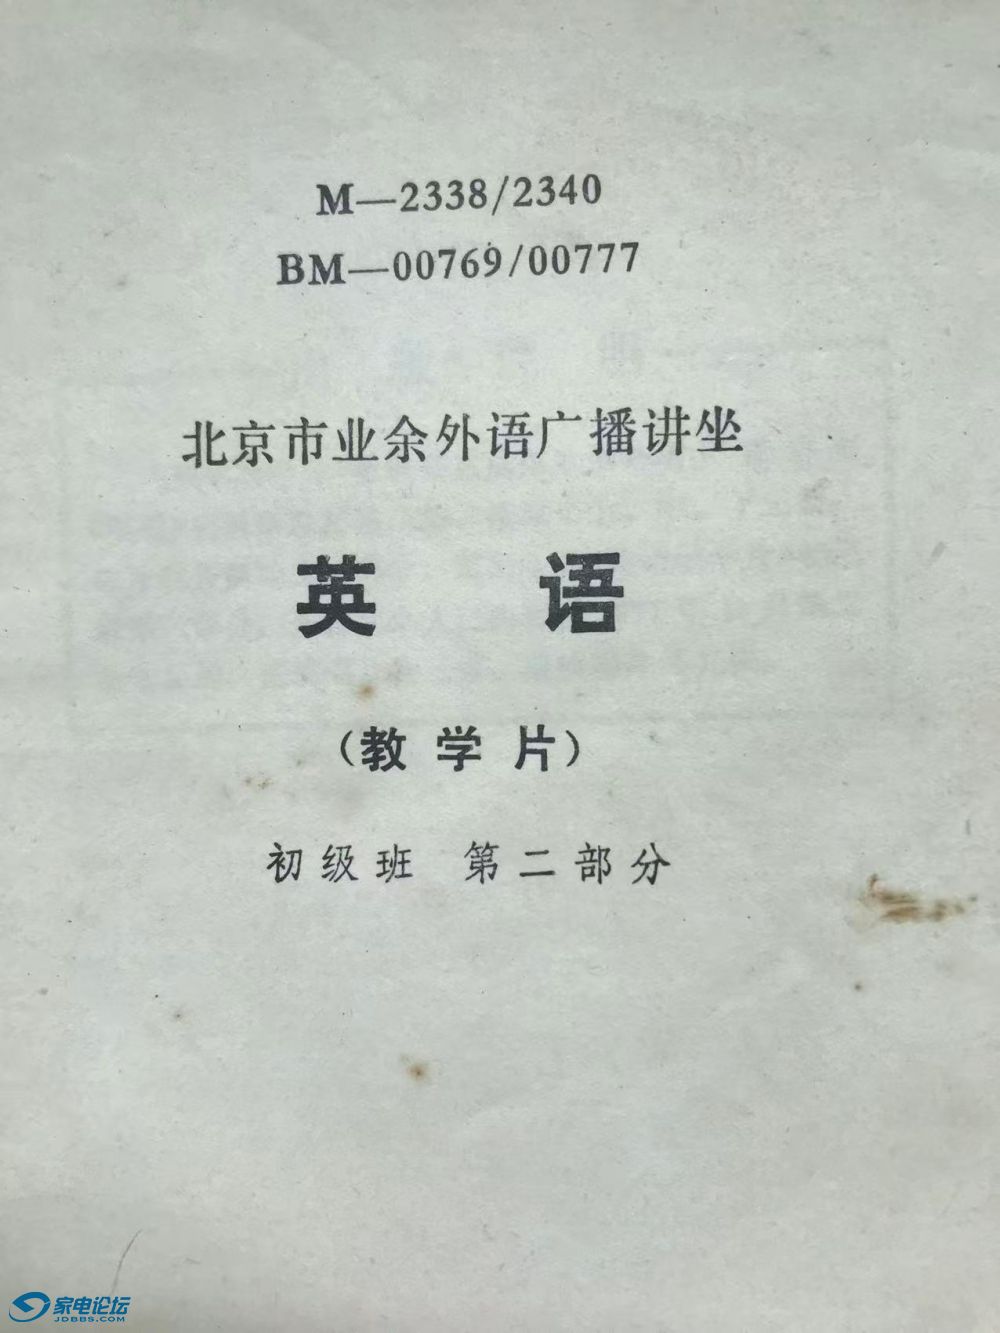 M—2338/2340
BM—00769/00777
北京市业余外语广播讲坐
英 语
(教 学 片)
初级班 第二部分
家电论坛
JDBBS.COM